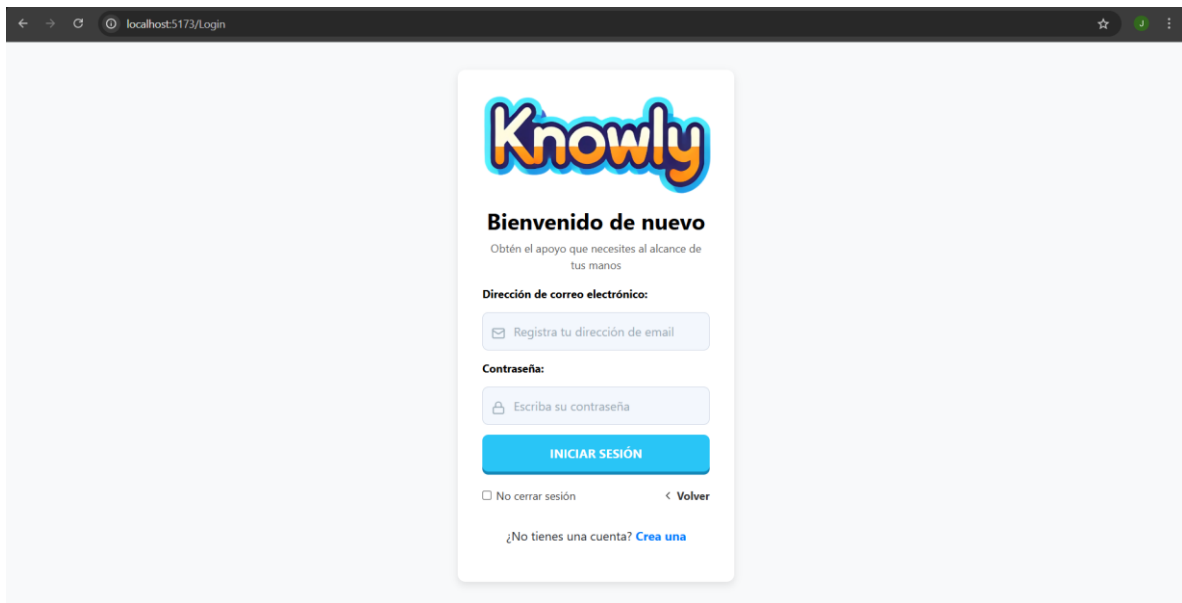 localhost:5173/Login
J
Knowly
Bienvenido de nuevo
Obtén el apoyo que necesites al alcance de
tus manos
Dirección de correo electrónico:
Registra tu dirección de email
Contraseña:
Escriba su contraseña
INICIAR SESIÓN
No cerrar sesión < Volver
¿No tienes una cuenta? Crea una